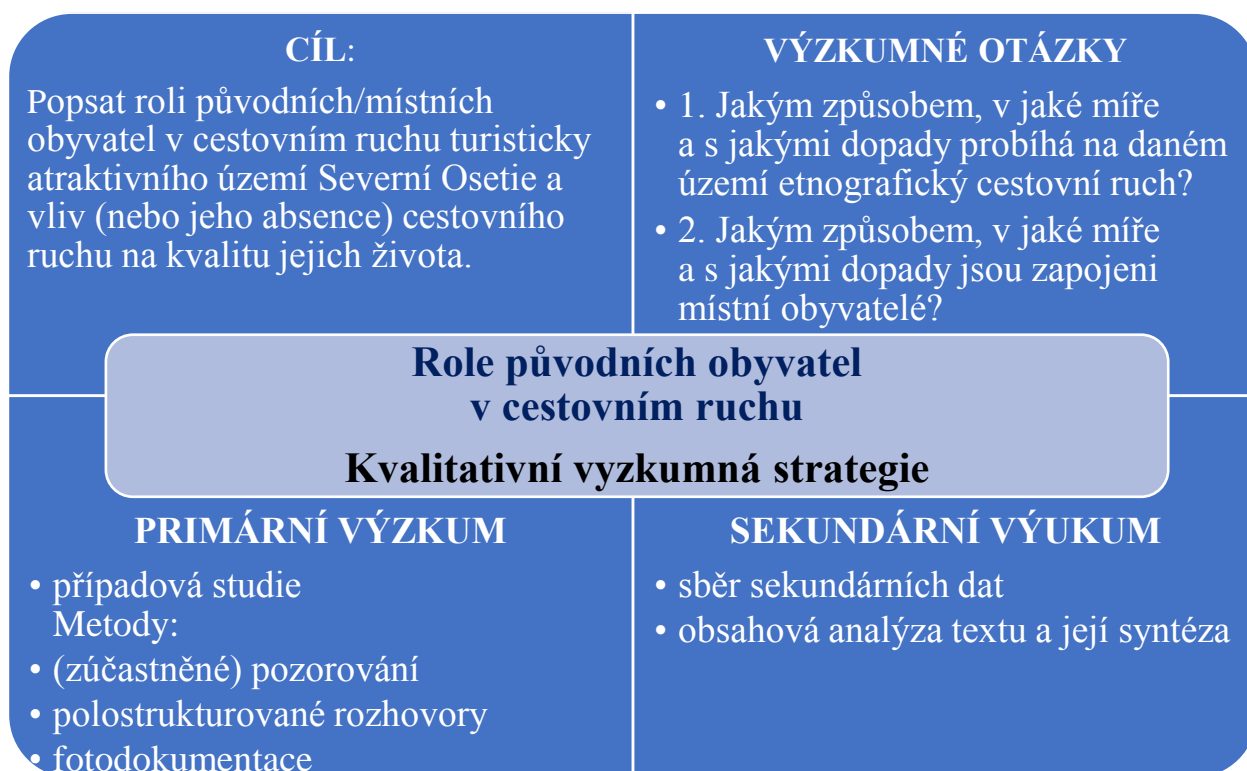 CÍL:
Popsat roli původních/místních
obyvatel v cestovním ruchu turisticky
atraktivního území Severní Osetie a
vliv (nebo jeho absence) cestovního
ruchu na kvalitu jejich života.
VÝZKUMNÉ OTÁZKY
• 1. Jakým způsobem, v jaké míře
a s jakými dopady probíhá na daném
území etnografický cestovní ruch?
• 2. Jakým způsobem, v jaké míře
a s jakými dopady jsou zapojeni
místní obyvatelé?
Role původních obyvatel
v cestovním ruchu
Kvalitativní vyzkumná strategie
PRIMÁRNÍ VÝZKUM
• případová studie
Metody:
• (zúčastněné) pozorování
• polostrukturované rozhovory
• fotodokumentace
SEKUNDÁRNÍ VÝUKUM
• sběr sekundárních dat
• obsahová analýza textu a její syntéza